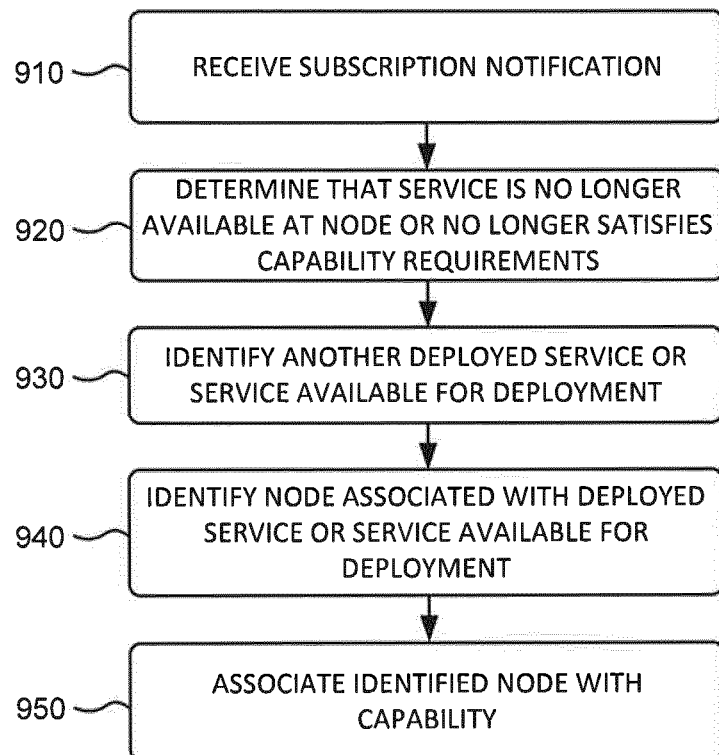 910
RECEIVE SUBSCRIPTION NOTIFICATION
920
DETERMINE THAT SERVICE IS NO LONGER
AVAILABLE AT NODE OR NO LONGER SATISFIES
CAPABILITY REQUIREMENTS
930
IDENTIFY ANOTHER DEPLOYED SERVICE OR
SERVICE AVAILABLE FOR DEPLOYMENT
940
IDENTIFY NODE ASSOCIATED WITH DEPLOYED
SERVICE OR SERVICE AVAILABLE FOR
DEPLOYMENT
950
ASSOCIATE IDENTIFIED NODE WITH
CAPABILITY